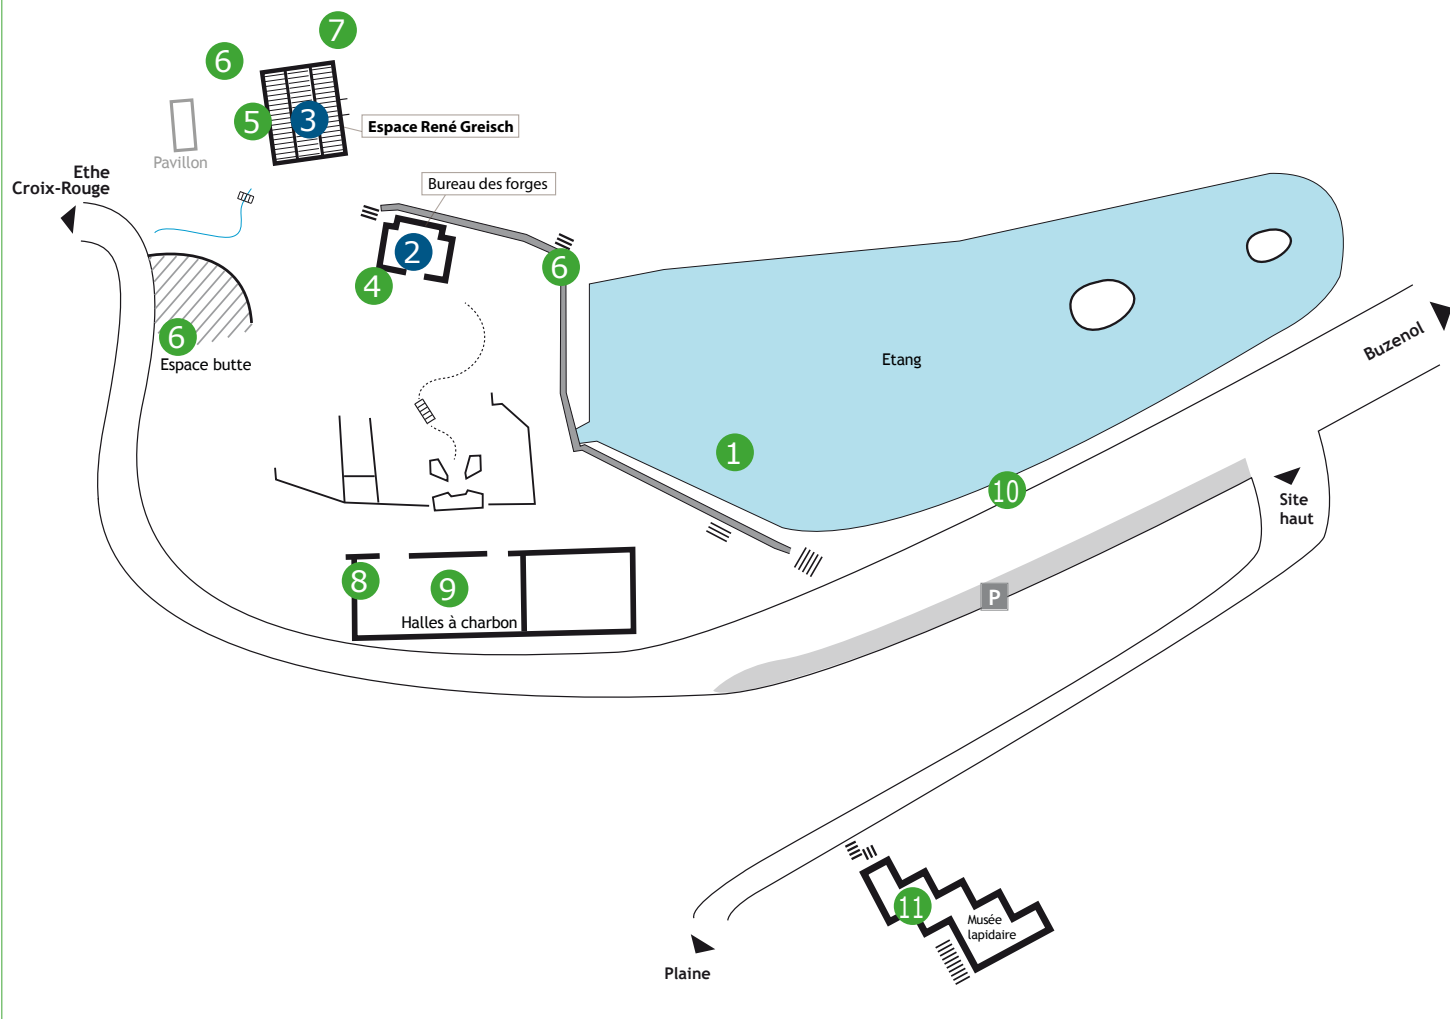 7
6
5
3
Espace René Greisch
Pavillon
Ethe
Croix-Rouge
Bureau des forges
2
6
4
6
Espace butte
Etang
Buzenol
1
10
Site
haut
P
8
9
Halles à charbon
11
Musée
lapidaire
Plaine